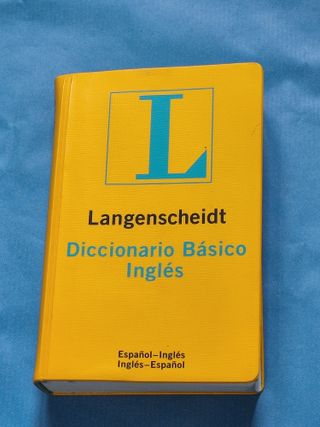 L
Langenscheidt
Diccionario Básico
Inglés
Español–Inglés
Inglés–Español